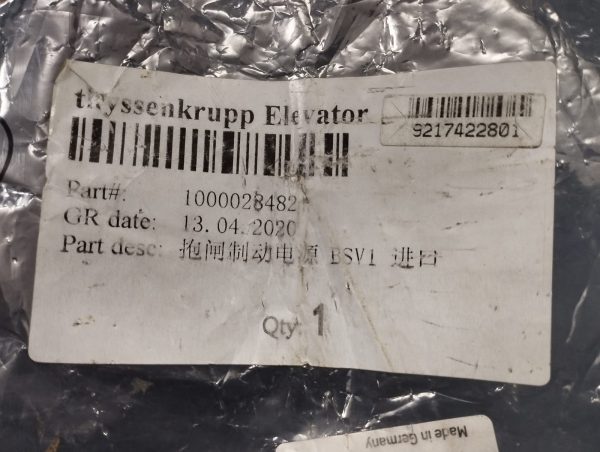 thyssenkrupp Elevator
9217422801
Part#: 1000028482
GR date: 13.04.2020
Part desc: 抱闸制动电源 BSV1 进口
Qty: 1
Made in Germany